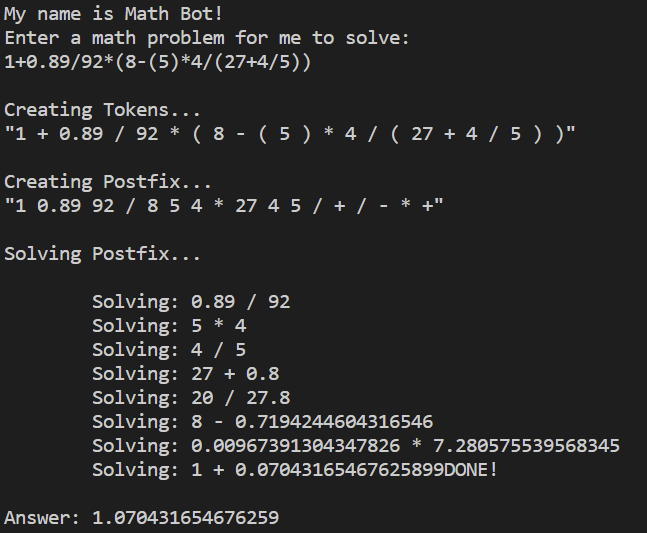 My name is Math Bot!
Enter a math problem for me to solve:
1+0.89/92*(8-(5)*4/(27+4/5))
Creating Tokens...
"1 + 0.89 / 92 * ( 8 - ( 5 ) * 4 / ( 27 + 4 / 5 ) )"
Creating Postfix...
"1 0.89 92 / 8 5 4 * 27 4 5 / + / - * +"
Solving Postfix...
Solving: 0.89 / 92
Solving: 5 * 4
Solving: 4 / 5
Solving: 27 + 0.8
Solving: 20 / 27.8
Solving: 8 - 0.7194244604316546
Solving: 0.00967391304347826 * 7.280575539568345
Solving: 1 + 0.07043165467625899DONE!
Answer: 1.070431654676259